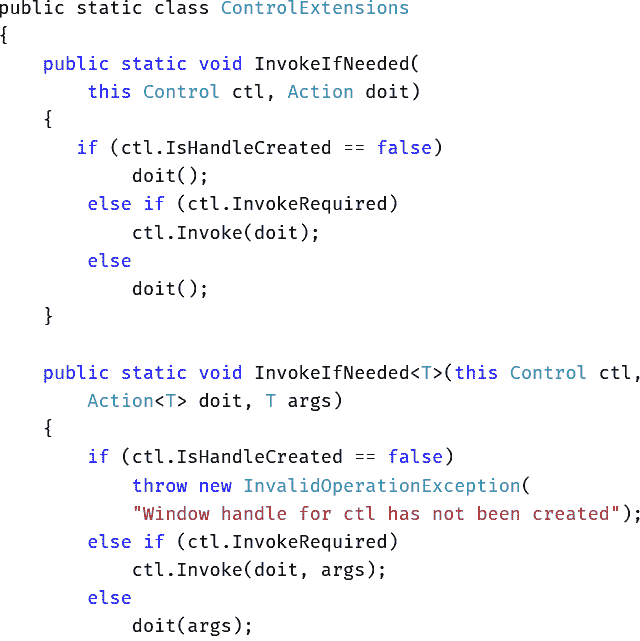 public static class ControlExtensions
{
    public static void InvokeIfNeeded(
        this Control ctl, Action doit)
    {
       if (ctl.IsHandleCreated == false)
            doit();
        else if (ctl.InvokeRequired)
            ctl.Invoke(doit);
        else
            doit();
    }

    public static void InvokeIfNeeded<T>(this Control ctl,
        Action<T> doit, T args)
    {
        if (ctl.IsHandleCreated == false)
            throw new InvalidOperationException(
            "Window handle for ctl has not been created");
        else if (ctl.InvokeRequired)
            ctl.Invoke(doit, args);
        else
            doit(args);